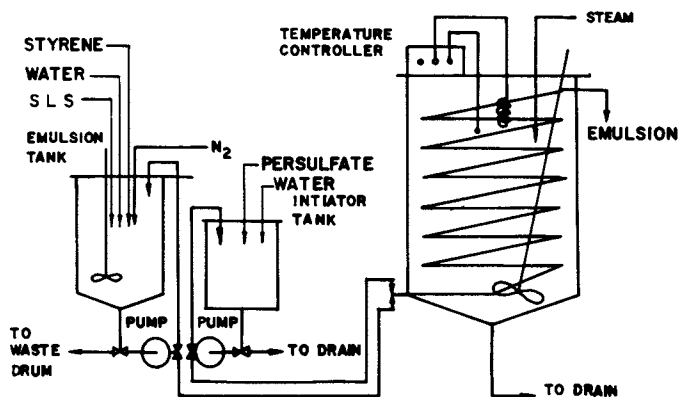 STYRENE
WATER
SLS
EMULSION
TANK
N2
PERSULFATE
WATER
INTIATOR
TANK
TEMPERATURE
CONTROLLER
STEAM
EMULSION
PUMP
PUMP
TO
WASTE
DRUM
TO DRAIN
TO DRAIN